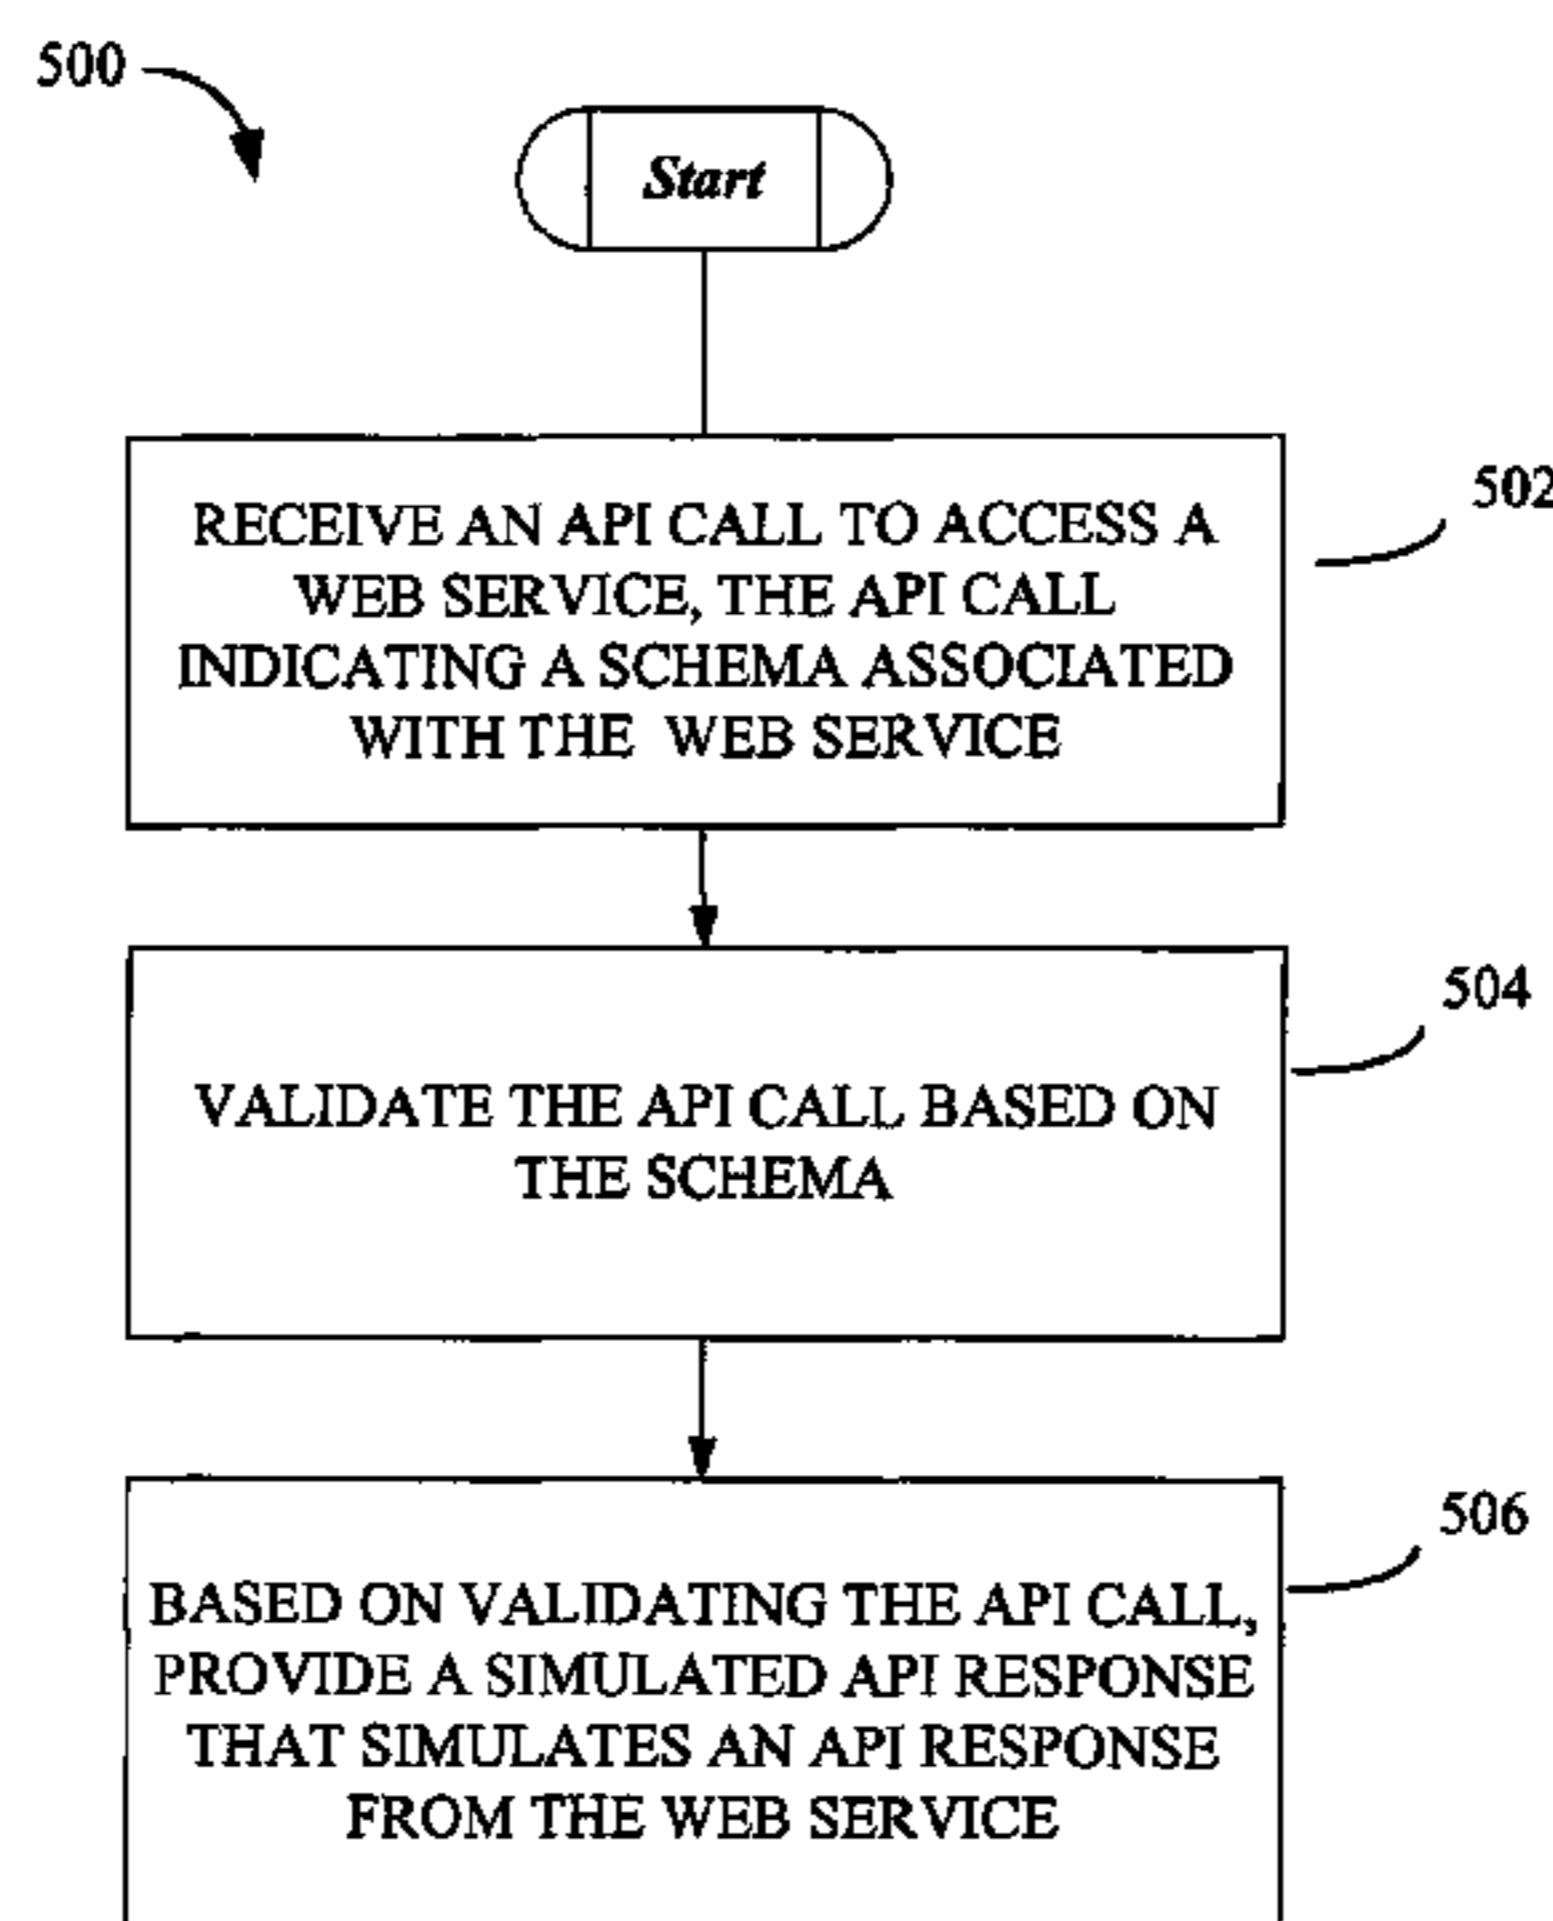 500
Start
RECEIVE AN API CALL TO ACCESS A
WEB SERVICE, THE API CALL
INDICATING A SCHEMA ASSOCIATED
WITH THE WEB SERVICE
502
VALIDATE THE API CALL BASED ON
THE SCHEMA
504
BASED ON VALIDATING THE API CALL,
PROVIDE A SIMULATED API RESPONSE
THAT SIMULATES AN API RESPONSE
FROM THE WEB SERVICE
506